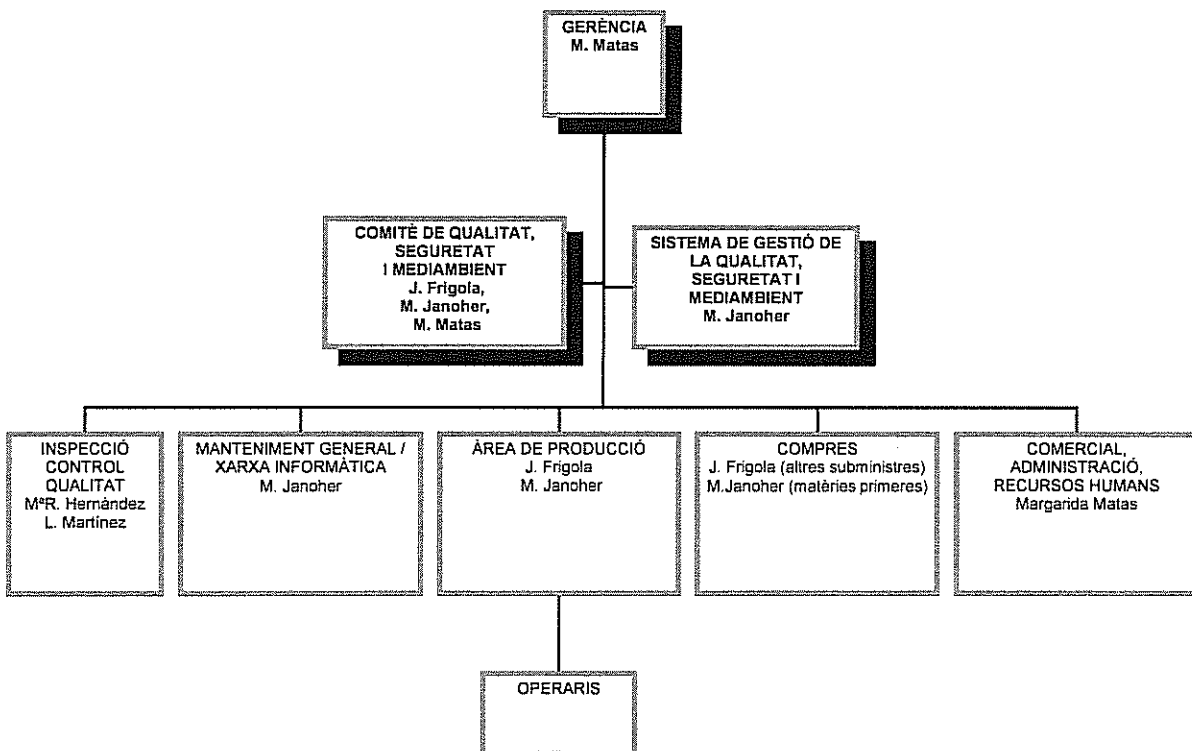 GERÈNCIA
M. Matas
COMITÈ DE QUALITAT,
SEGURETAT
I MEDIAMBIENT
J. Frigola,
M. Janoher,
M. Matas
SISTEMA DE GESTIÓ DE
LA QUALITAT,
SEGURETAT I
MEDIAMBIENT
M. Janoher
INSPECCIÓ
CONTROL
QUALITAT
MªR. Hernàndez
L. Martínez
MANTENIMENT GENERAL /
XARXA INFORMÀTICA
M. Janoher
ÀREA DE PRODUCCIÓ
J. Frigola
M. Janoher
COMPRES
J. Frigola (altres subministres)
M.Janoher (matèries primeres)
COMERCIAL,
ADMINISTRACIÓ,
RECURSOS HUMANS
Margarida Matas
OPERARIS